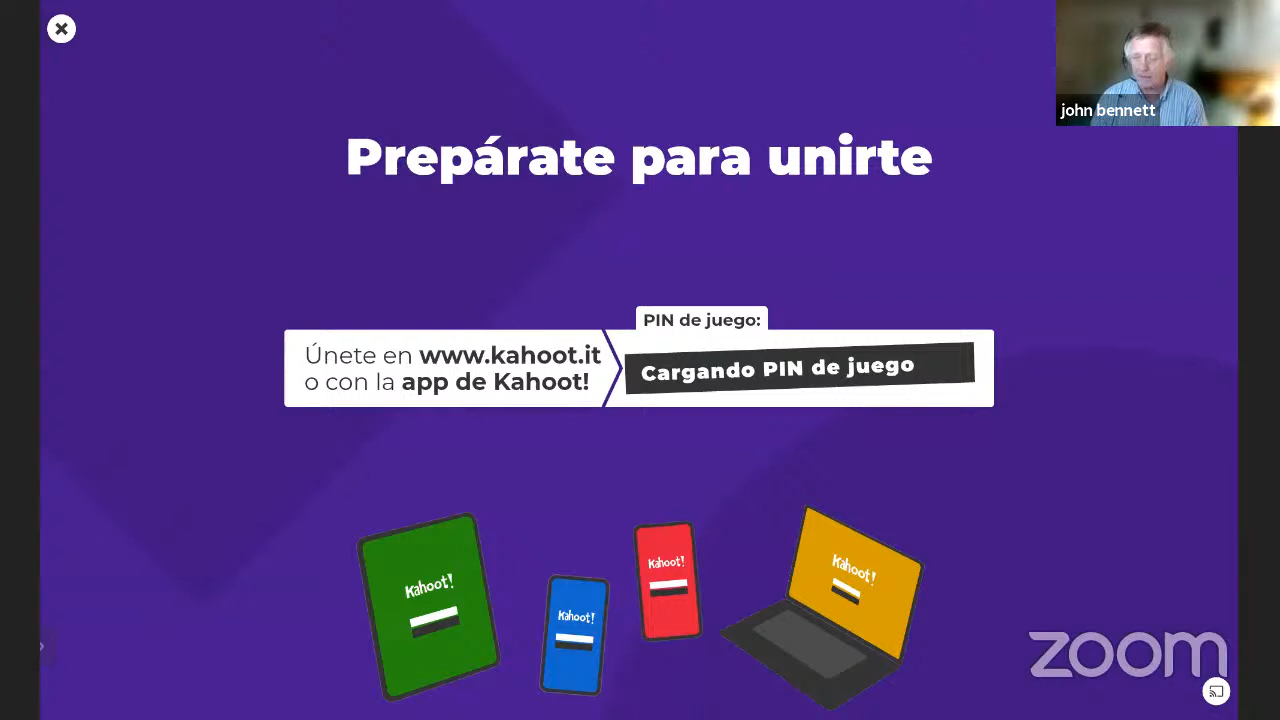 john bennett
Prepárate para unirte
PIN de juego:
Únete en www.kahoot.it
o con la app de Kahoot!
Cargando PIN de juego
Kahoot!
Kahoot!
Kahoot!
Kahoot!
zoom